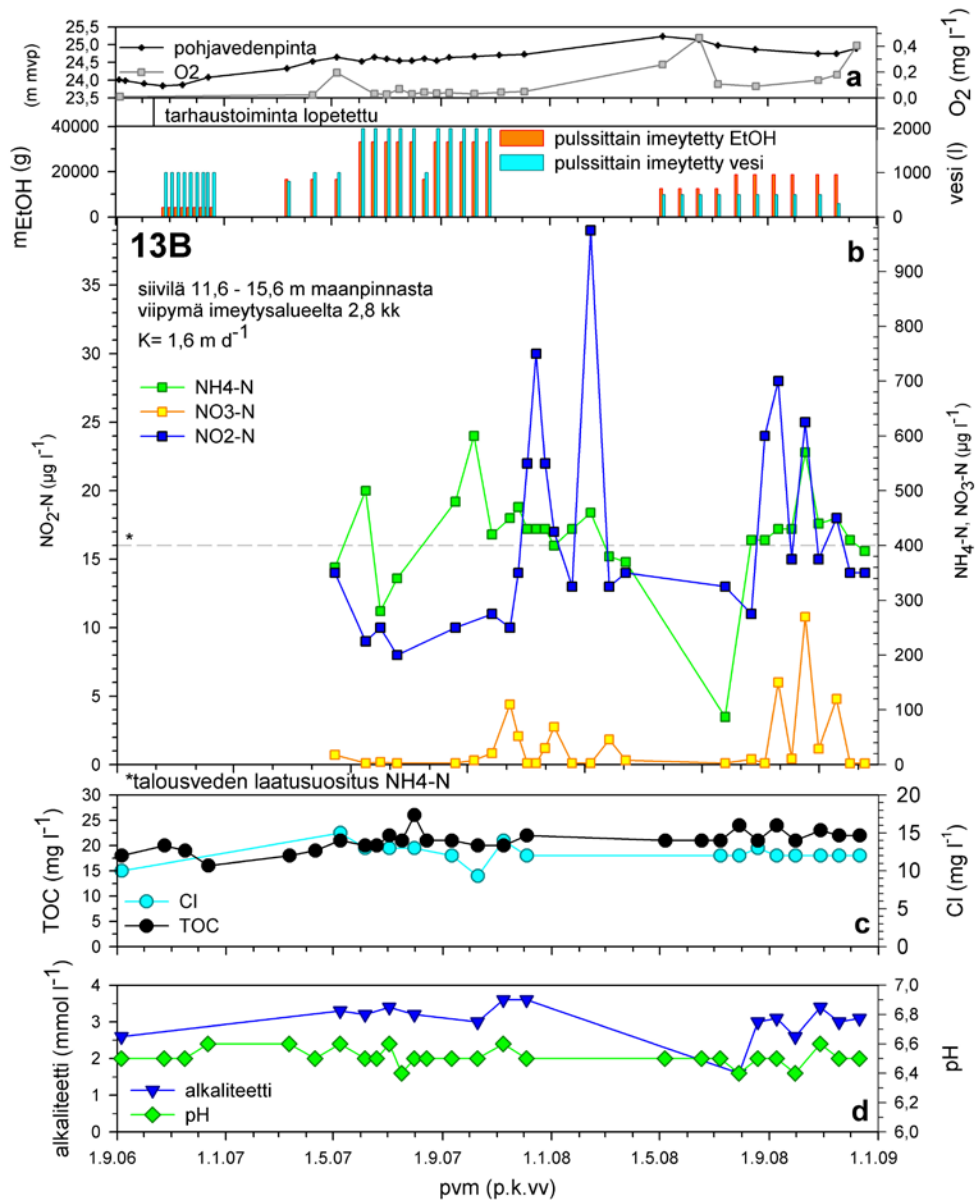 25,5
25,0
24,5
24,0
23,5
(m mvp)
pohjavedenpinta
O2
a
0,4
0,2
0,0
O2 (mg l-1)
tarhaustoiminta lopetettu
40000
20000
0
mEtOH (g)
pulssittain imeytetty EtOH
pulssittain imeytetty vesi
2000
1000
0
vesi (l)
13B
b
siivilä 11,6 - 15,6 m maanpinnasta
viipymä imeytysalueelta 2,8 kk
K= 1,6 m d-1
NH4-N
NO3-N
NO2-N
35
30
25
20
15
10
5
0
NO2-N (µg l-1)
*
900
800
700
600
500
400
300
200
100
0
NH4-N, NO3-N (µg l-1)
*talousveden laatusuositus NH4-N
30
25
20
15
10
5
0
TOC (mg l-1)
Cl
TOC
c
20
15
10
5
0
Cl (mg l-1)
4
3
2
1
0
alkaliteetti (mmol l-1)
alkaliteetti
pH
d
7,0
6,8
6,6
6,4
6,2
6,0
pH
1.9.06 1.1.07 1.5.07 1.9.07 1.1.08 1.5.08 1.9.08 1.1.09
pvm (p.k.vv)